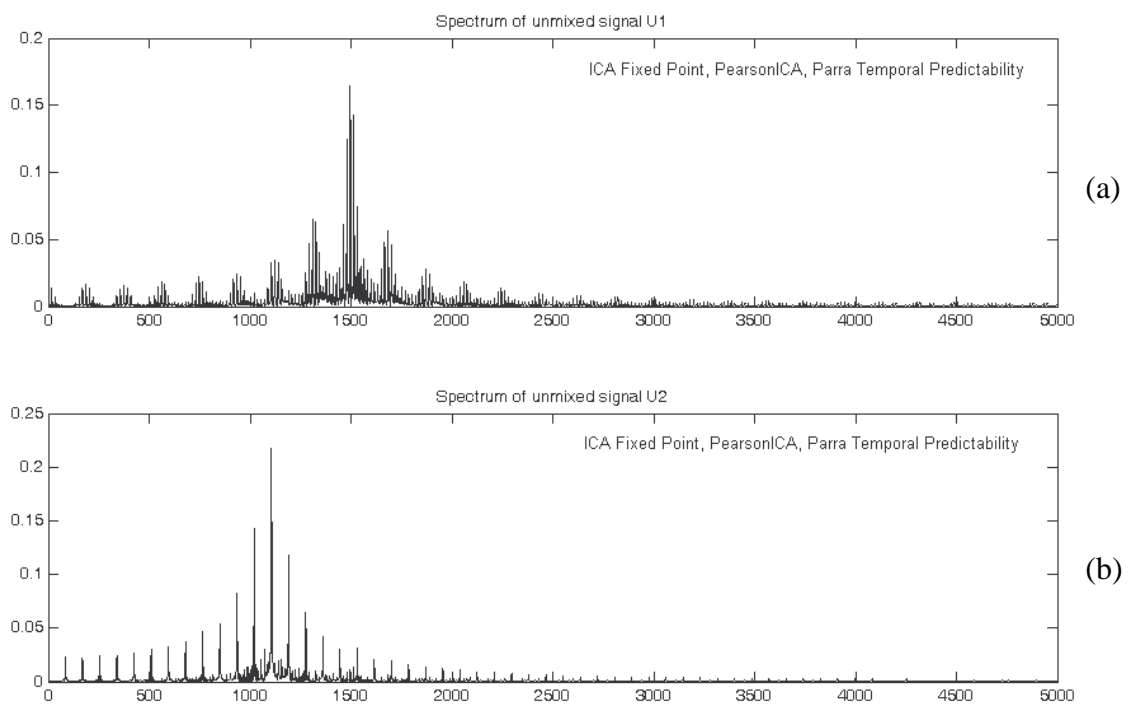 Spectrum of unmixed signal U1
0.2
ICA Fixed Point, PearsonICA, Parra Temporal Predictability
0.15
0.1
(a)
0.05
0
0 500 1000 1500 2000 2500 3000 3500 4000 4500 5000
Spectrum of unmixed signal U2
0.25
ICA Fixed Point, PearsonICA, Parra Temporal Predictability
0.2
0.15
(b)
0.1
0.05
0
0 500 1000 1500 2000 2500 3000 3500 4000 4500 5000